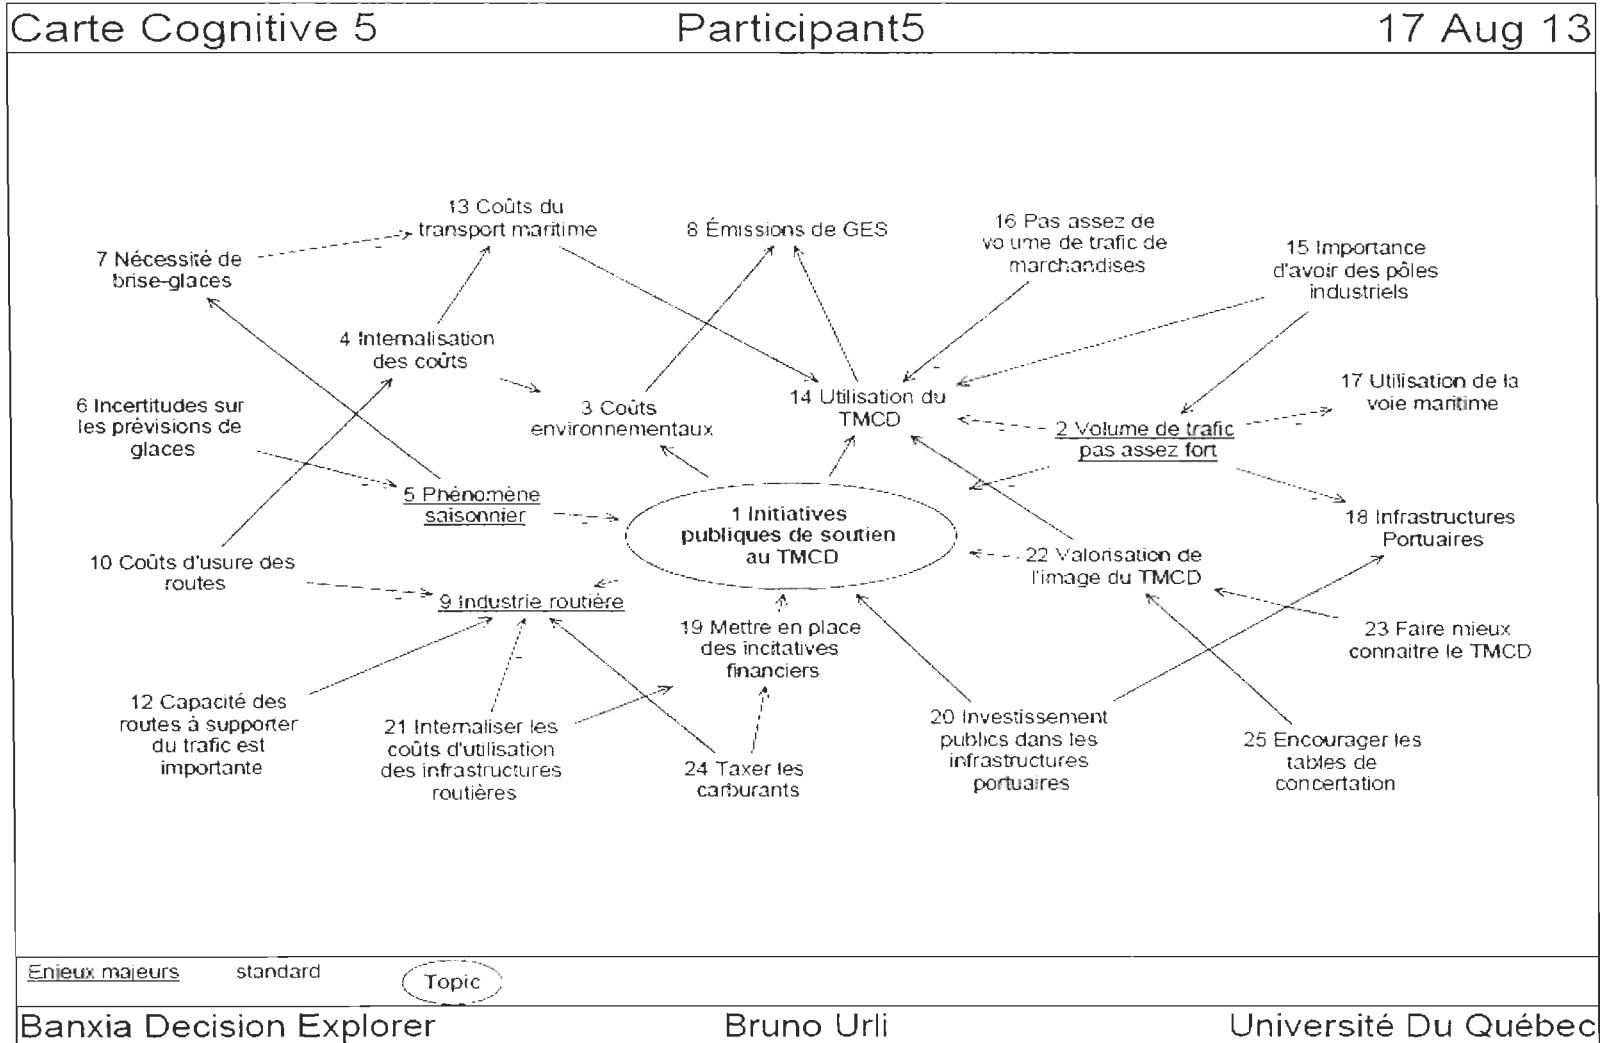 Carte Cognitive 5
Participant5
17 Aug 13
13 Coûts du
transport maritime
8 Émissions de GES
16 Pas assez de
volume de trafic de
marchandises
15 Importance
d'avoir des pôles
industriels
7 Nécessité de
brise-glaces
4 Internalisation
des coûts
17 Utilisation de la
voie maritime
14 Utilisation du
TMCD
3 Coûts
environnementaux
6 Incertitudes sur
les prévisions de
glaces
2 Volume de trafic
pas assez fort
5 Phénomène
saisonnier
1 Initiatives
publiques de soutien
au TMCD
18 Infrastructures
Portuaires
10 Coûts d'usure des
routes
22 Valorisation de
l'image du TMCD
9 Industrie routière
19 Mettre en place
des incitatives
financiers
23 Faire mieux
connaitre le TMCD
12 Capacité des
routes à supporter
du trafic est
importante
21 Internaliser les
coûts d'utilisation
des infrastructures
routières
24 Taxer les
carburants
20 Investissement
publics dans les
infrastructures
portuaires
25 Encourager les
tables de
concertation
Enjeux majeurs
standard
Topic
Banxia Decision Explorer
Bruno Urli
Université Du Québec